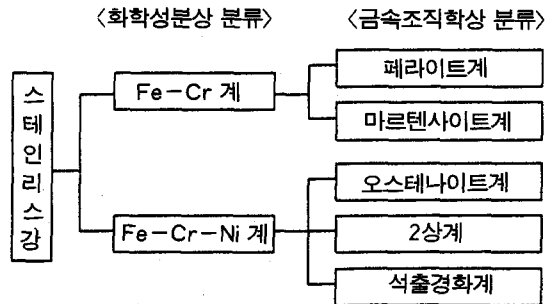 〈화학성분상 분류〉 〈금속조직학상 분류〉
스테인리스강
Fe-Cr 계
페라이트계
마르텐사이트계
Fe-Cr-Ni 계
오스테나이트계
2상계
석출경화계